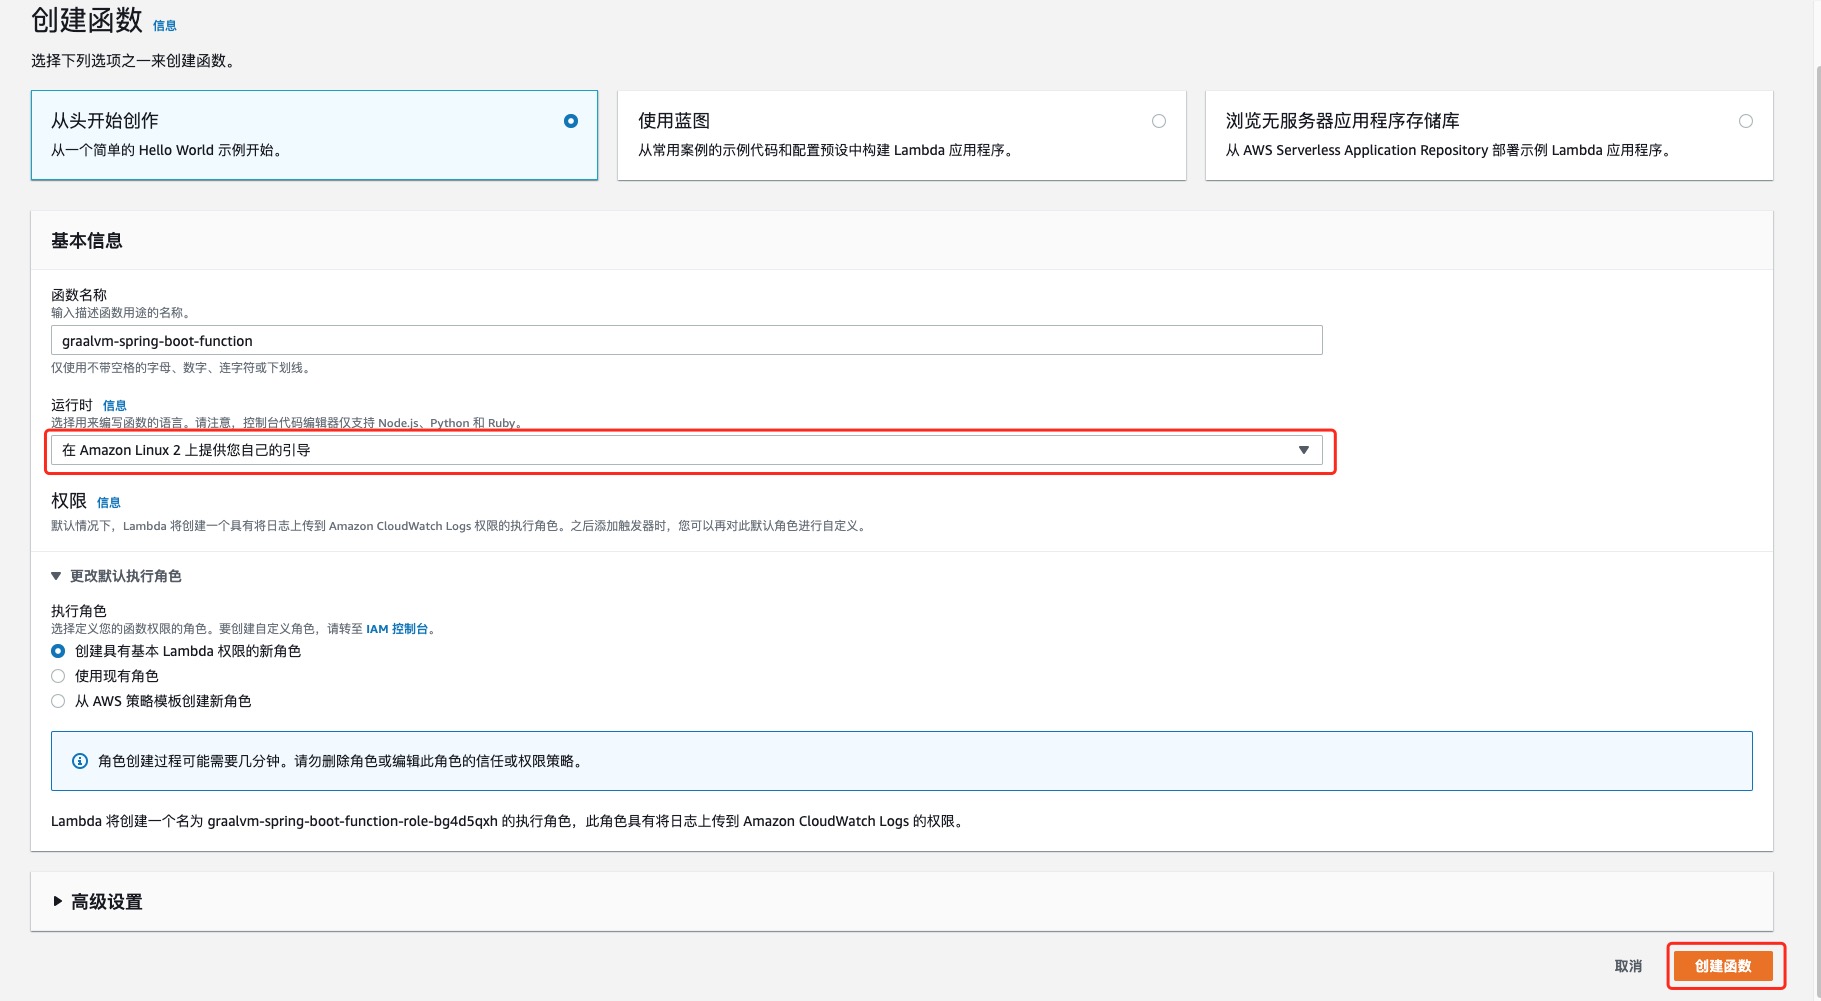 创建函数 信息
选择下列选项之一来创建函数。
从头开始创作
从一个简单的 Hello World 示例开始。
使用蓝图
从常用案例的示例代码和配置预设中构建 Lambda 应用程序。
浏览无服务器应用程序存储库
从 AWS Serverless Application Repository 部署示例 Lambda 应用程序。
基本信息
函数名称
输入描述函数用途的名称。
graalvm-spring-boot-function
仅使用不带空格的字母、数字、连字符或下划线。
运行时 信息
选择用来编写函数的语言。请注意，控制台代码编辑器仅支持 Node.js、Python 和 Ruby。
在 Amazon Linux 2 上提供您自己的引导
权限 信息
默认情况下，Lambda 将创建一个具有将日志上传到 Amazon CloudWatch Logs 权限的执行角色。之后添加触发器时，您可以再对此默认角色进行自定义。
更改默认执行角色
执行角色
选择定义您的函数权限的角色。要创建自定义角色，请转至 IAM 控制台。
创建具有基本 Lambda 权限的新角色
使用现有角色
从 AWS 策略模板创建新角色
角色创建过程可能需要几分钟。请勿删除角色或编辑此角色的信任或权限策略。
Lambda 将创建一个名为 graalvm-spring-boot-function-role-bg4d5qxh 的执行角色，此角色具有将日志上传到 Amazon CloudWatch Logs 的权限。
高级设置
取消
创建函数